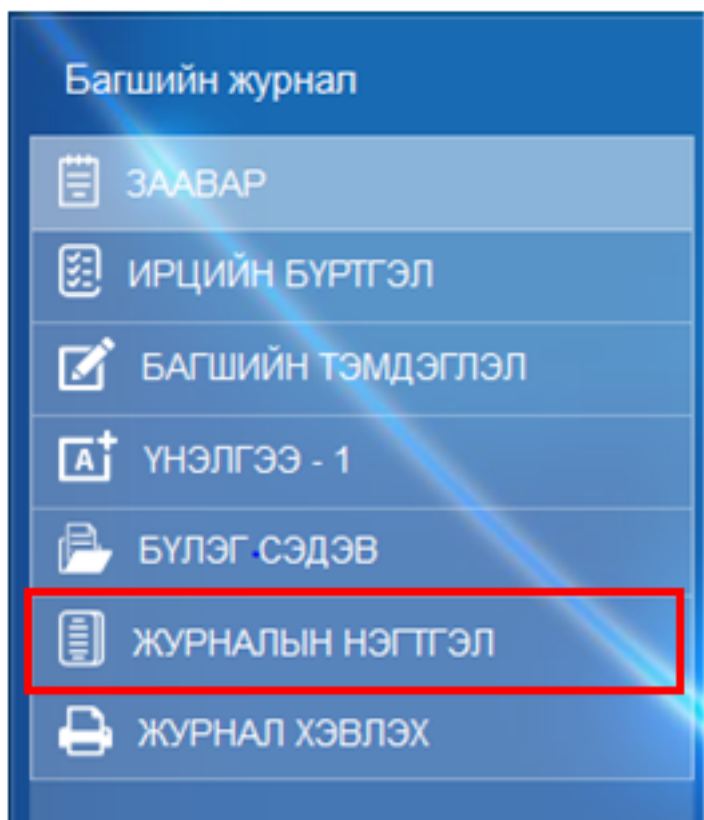 Багшийн журнал
ЗААВАР
ИРЦИЙН БҮРТГЭЛ
БАГШИЙН ТЭМДЭГЛЭЛ
ҮНЭЛГЭЭ - 1
БҮЛЭГ СЭДЭВ
ЖУРНАЛЫН НЭГТГЭЛ
ЖУРНАЛ ХЭВЛЭХ